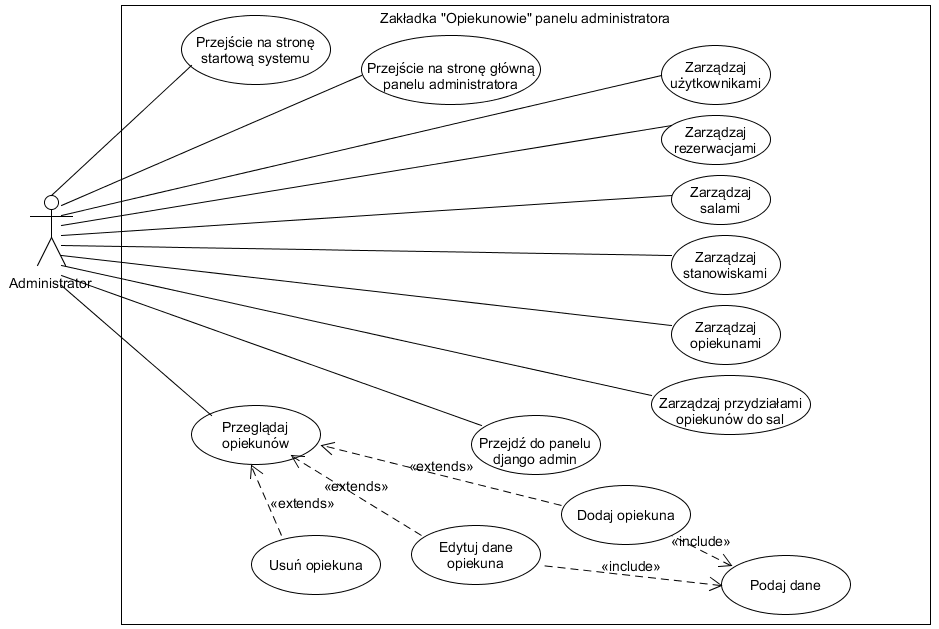 Zakładka "Opiekunowie" panelu administratora
Przejście na stronę
startową systemu
Przejście na stronę główną
panelu administratora
Zarządzaj
użytkownikami
Zarządzaj
rezerwacjami
Zarządzaj
salami
Zarządzaj
stanowiskami
Administrator
Zarządzaj
opiekunami
Zarządzaj przydziałami
opiekunów do sal
Przeglądaj
opiekunów
Przejdź do panelu
django admin
«extends»
«extends»
«extends»
Dodaj opiekuna
«include»
Edytuj dane
opiekuna
Usuń opiekuna
«include»
Podaj dane